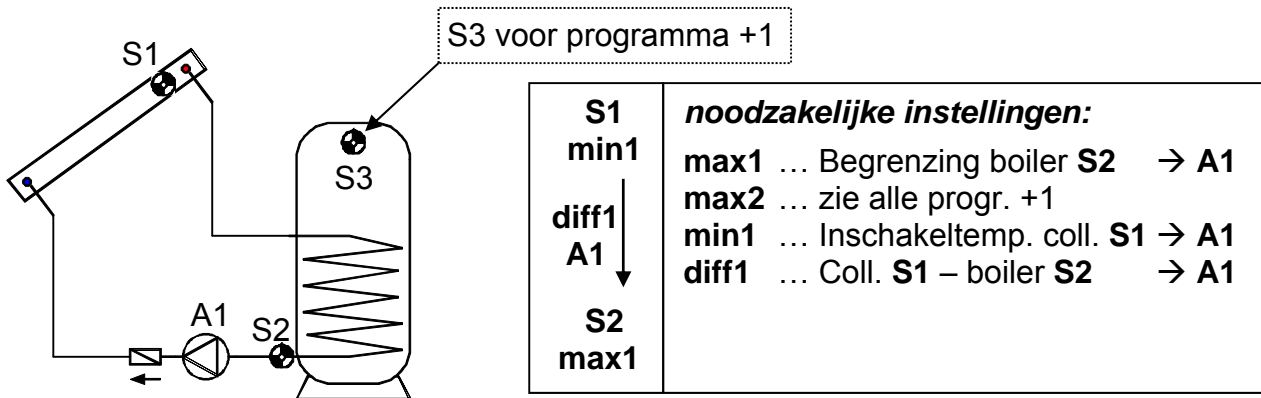 S3 voor programma +1
S1
S3
A1
S2
S1
min1
diff1
A1
S2
max1
noodzakelijke instellingen:
max1 … Begrenzing boiler S2 → A1
max2 … zie alle progr. +1
min1 … Inschakeltemp. coll. S1 → A1
diff1 … Coll. S1 – boiler S2 → A1